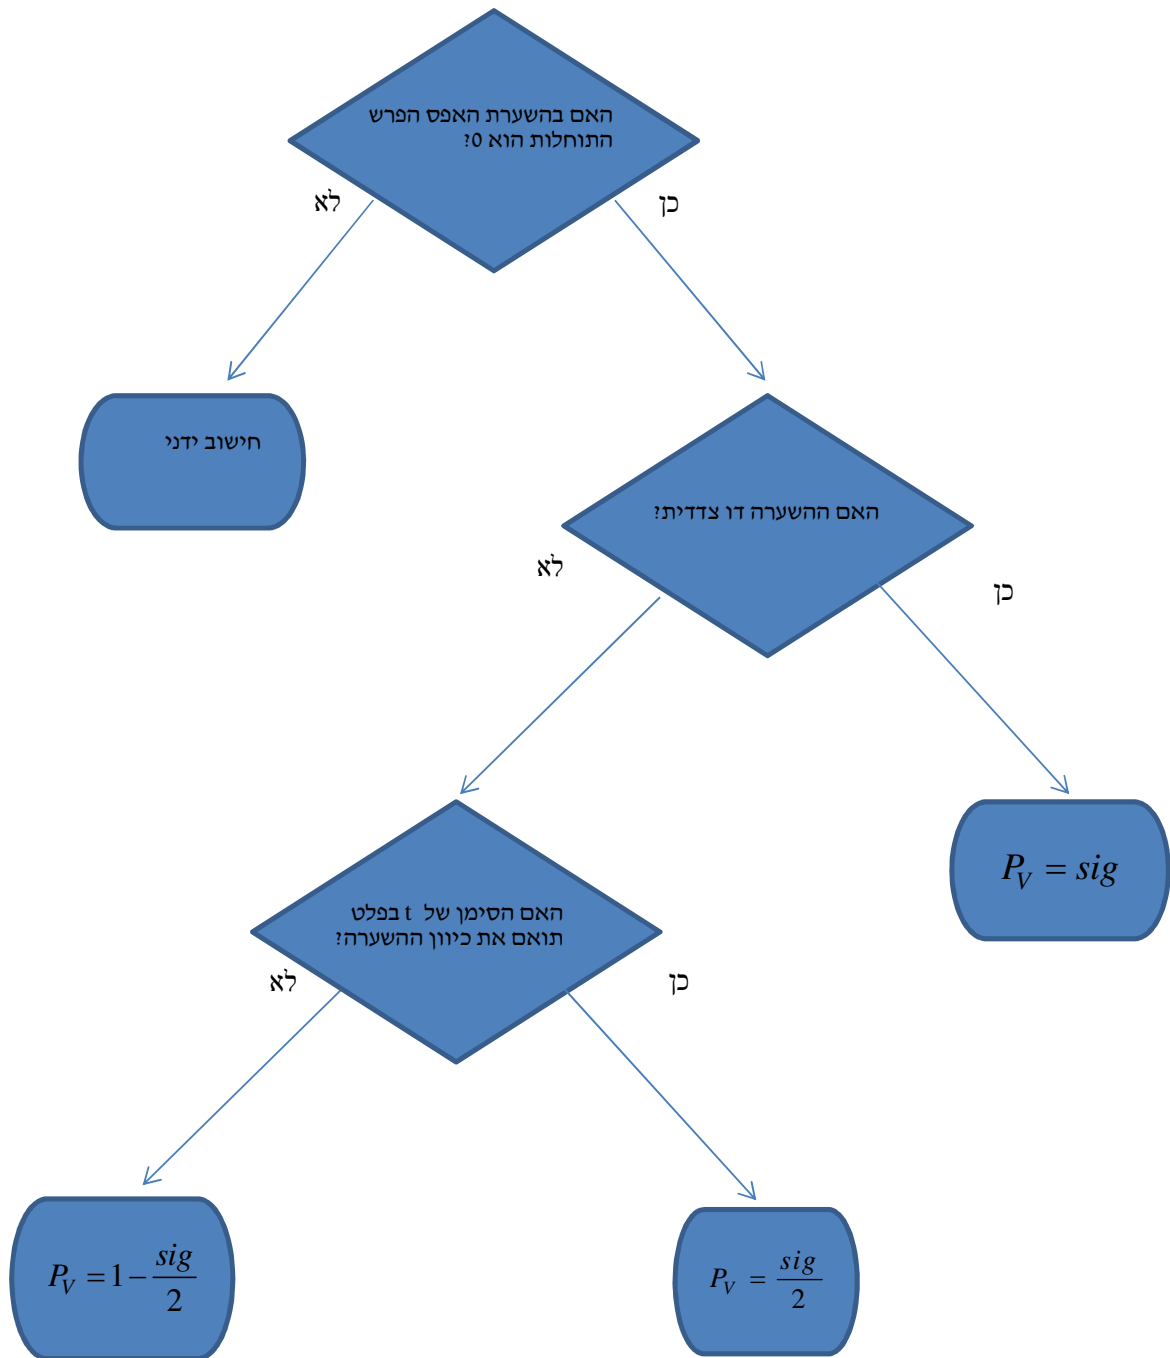 האם בהשערת האפס הפרש
התוחלות הוא 0?
לא
כן
חישוב ידני
האם ההשערה דו צדדית?
לא
כן
P_V = sig
האם הסימן של t בפלט
תואם את כיוון ההשערה?
לא
כן
P_V = 1 − sig/2
P_V = sig/2